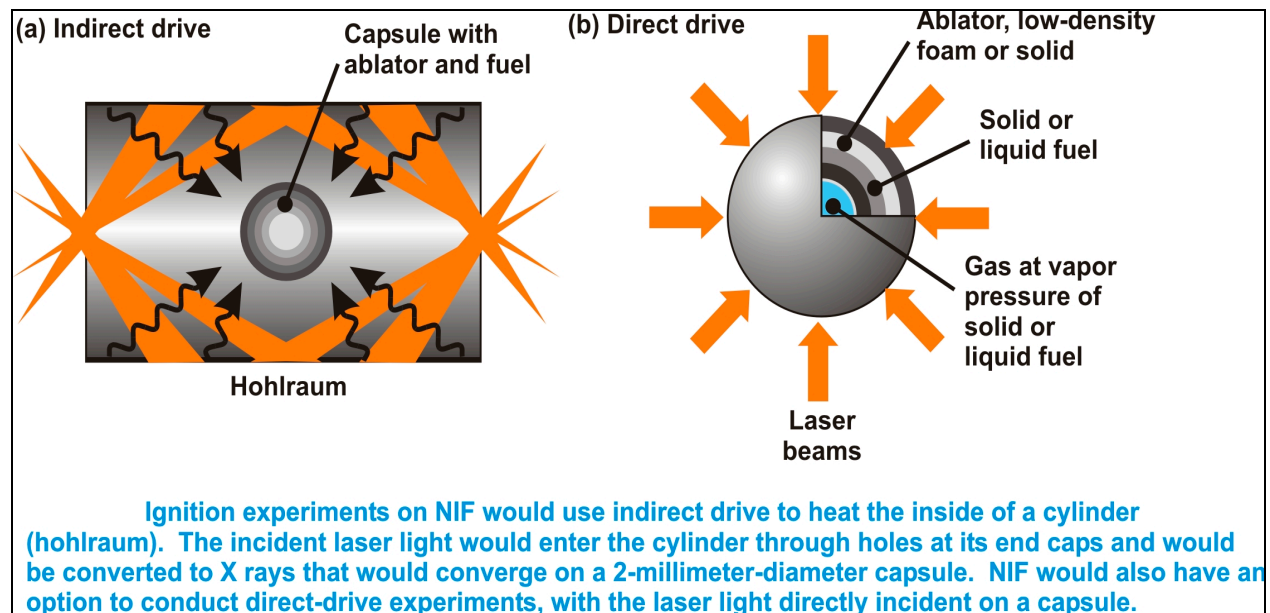 (a) Indirect drive
Capsule with
ablator and fuel
Hohlraum
(b) Direct drive
Ablator, low-density
foam or solid
Solid or
liquid fuel
Gas at vapor
pressure of
solid or
liquid fuel
Laser
beams
Ignition experiments on NIF would use indirect drive to heat the inside of a cylinder
(hohlraum). The incident laser light would enter the cylinder through holes at its end caps and would
be converted to X rays that would converge on a 2-millimeter-diameter capsule. NIF would also have an
option to conduct direct-drive experiments, with the laser light directly incident on a capsule.